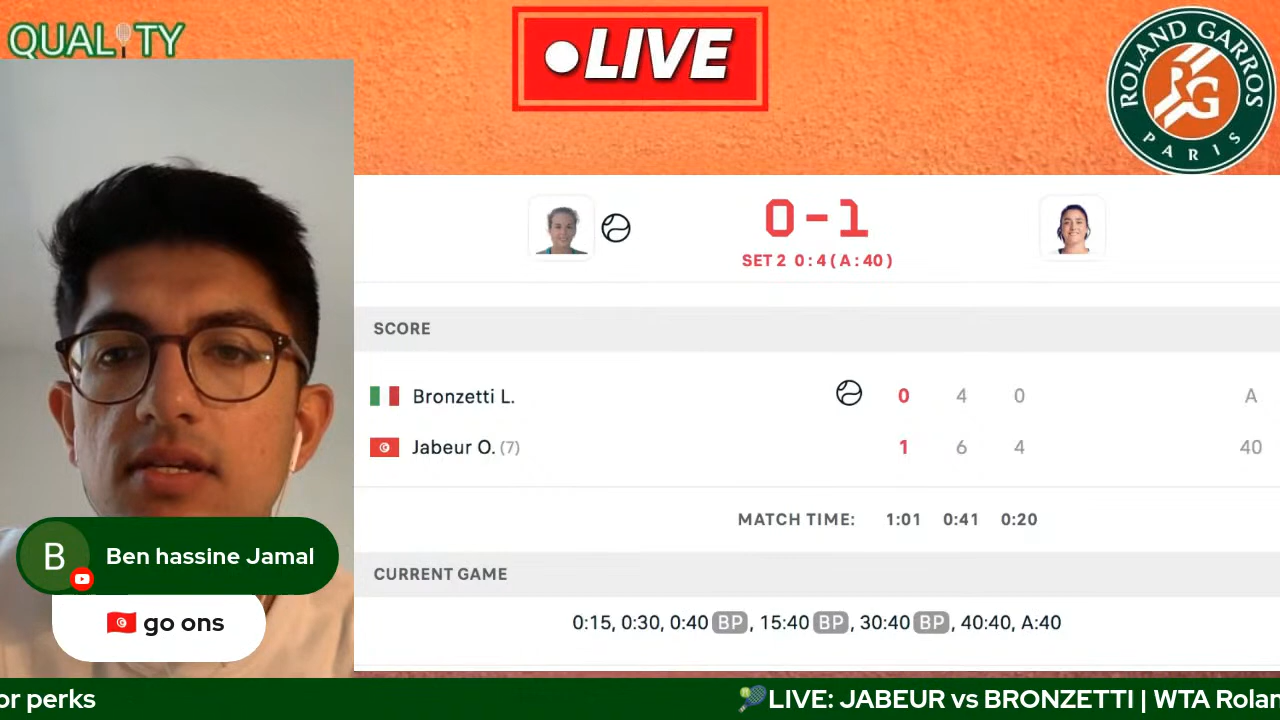 QUALITY
LIVE
ROLAND GARROS
RG
PARIS
0-1
SET 2 0:4 (A:40)
SCORE
Bronzetti L. 0 4 0 A
Jabeur O. (7) 1 6 4 40
MATCH TIME: 1:01 0:41 0:20
CURRENT GAME
0:15, 0:30, 0:40 BP, 15:40 BP, 30:40 BP, 40:40, A:40
B Ben hassine Jamal
🇹🇳 go ons
or perks 🎾LIVE: JABEUR vs BRONZETTI | WTA Rolan